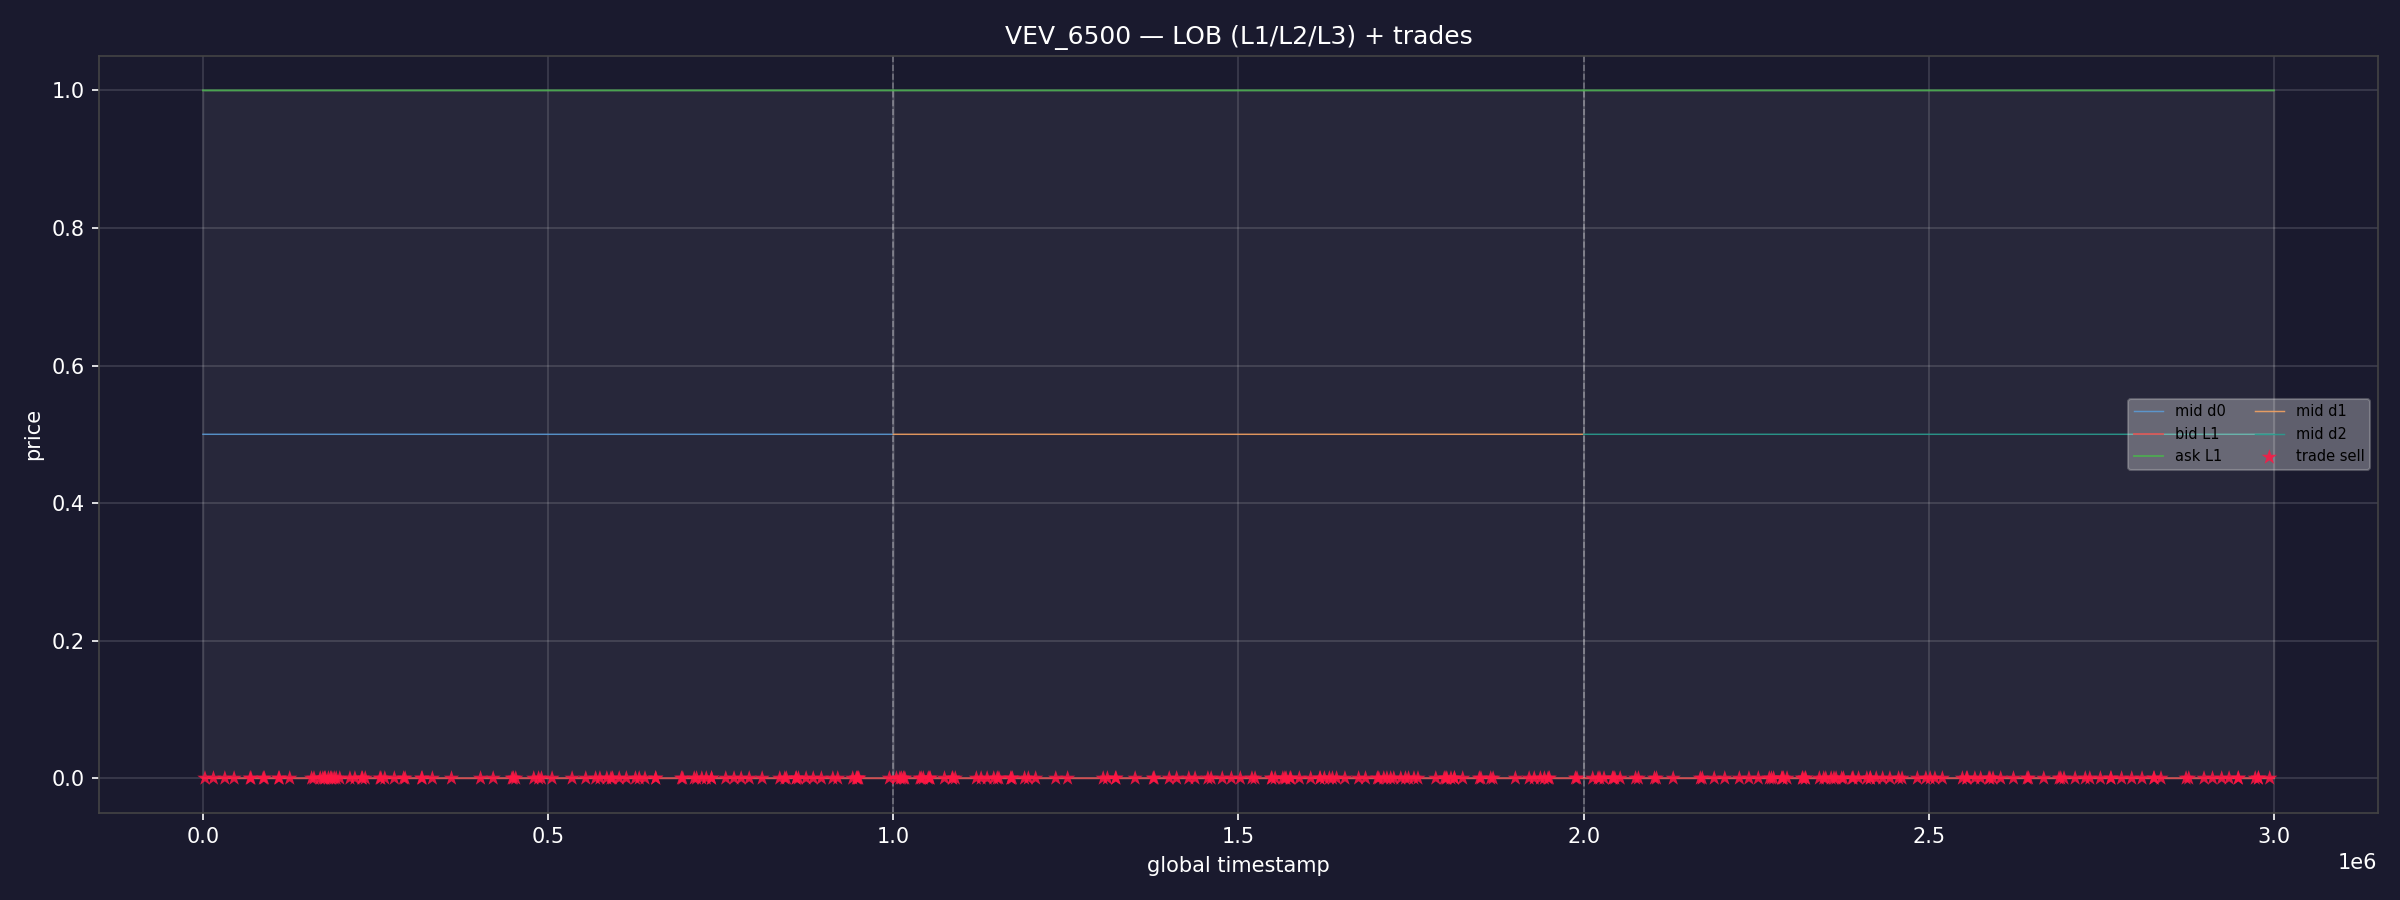 VEV_6500 — LOB (L1/L2/L3) + trades
price
1.0
0.8
0.6
0.4
0.2
0.0
mid d0
bid L1
ask L1
mid d1
mid d2
trade sell
0.0 0.5 1.0 1.5 2.0 2.5 3.0
1e6
global timestamp